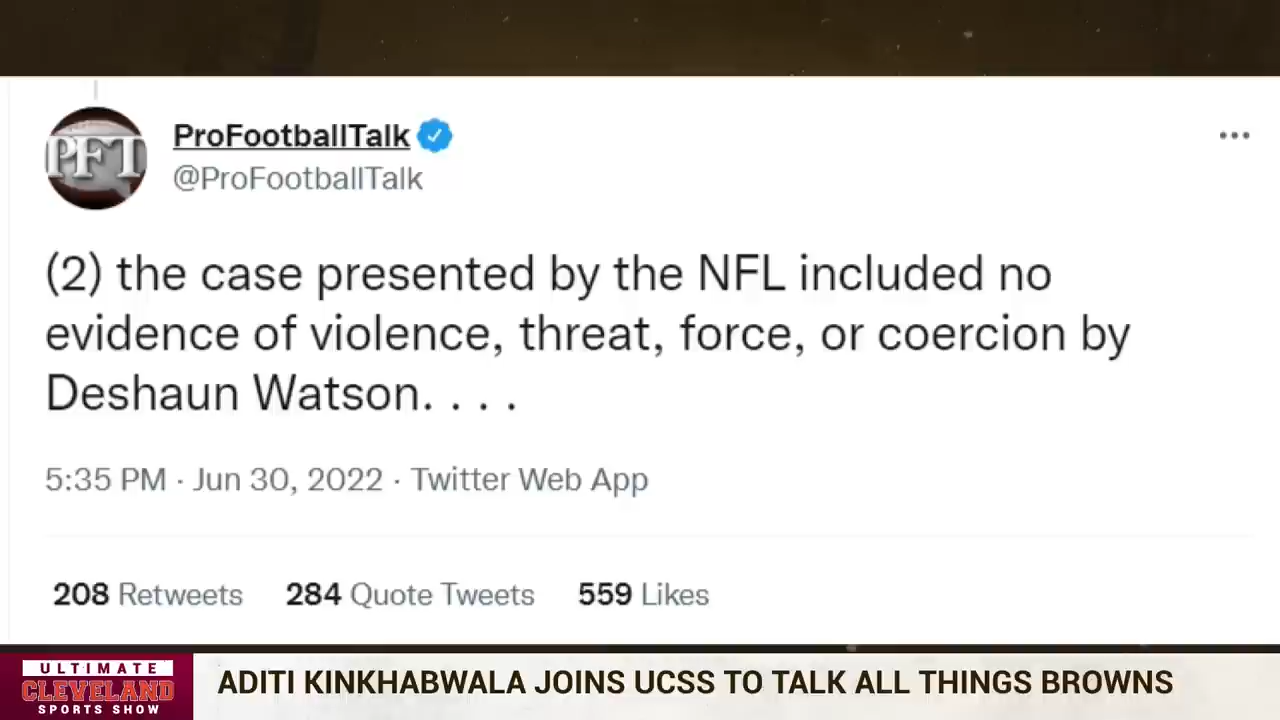 PFT
ProFootballTalk
@ProFootballTalk
(2) the case presented by the NFL included no
evidence of violence, threat, force, or coercion by
Deshaun Watson. . . .
5:35 PM · Jun 30, 2022 · Twitter Web App
208 Retweets 284 Quote Tweets 559 Likes
ULTIMATE
CLEVELAND
SPORTS SHOW
ADITI KINKHABWALA JOINS UCSS TO TALK ALL THINGS BROWNS